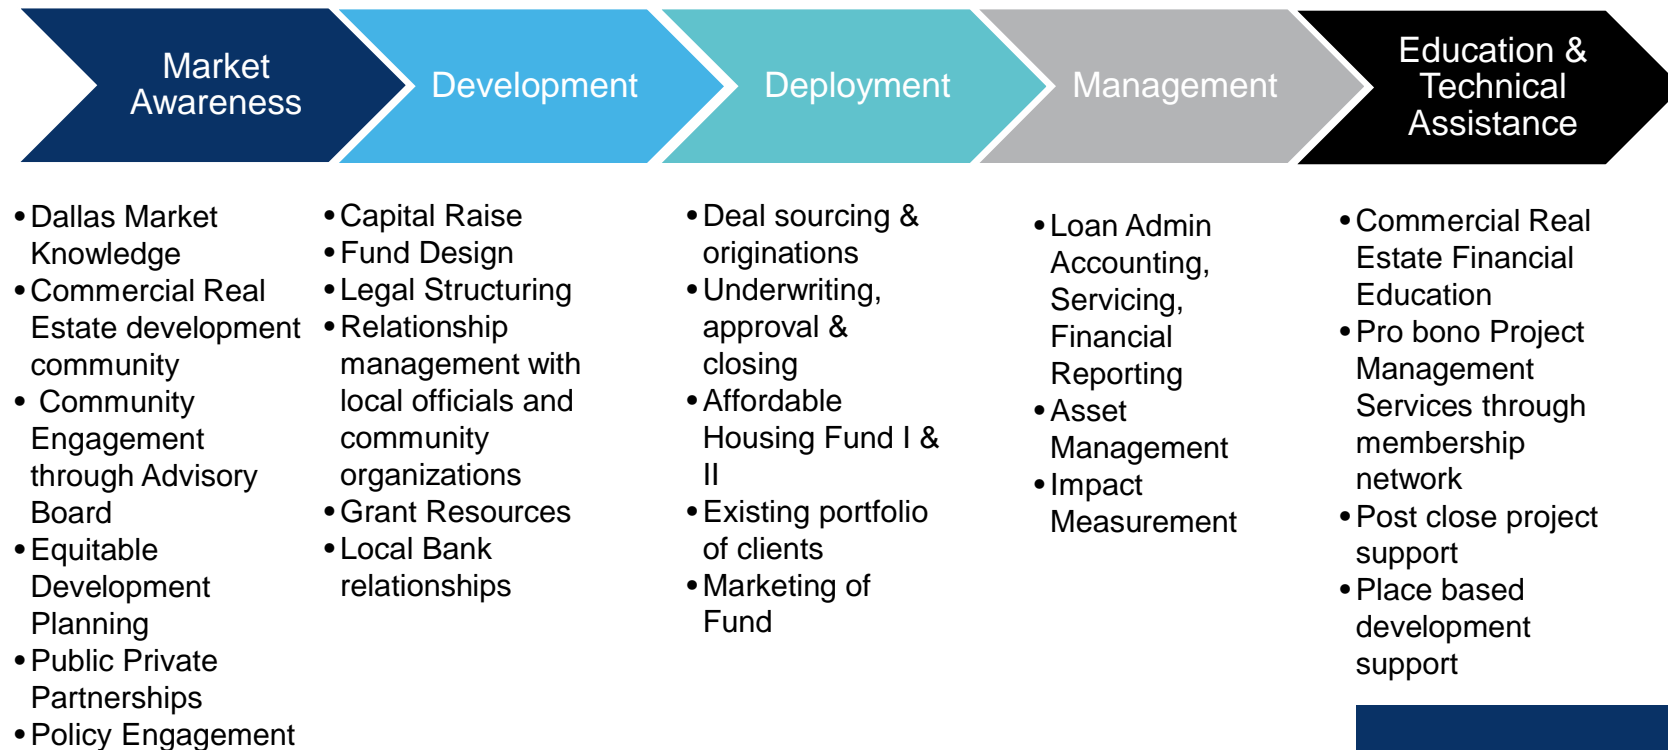 Market
Awareness
Development
Deployment
Management
Education &
Technical
Assistance
•Dallas Market
Knowledge
•Commercial Real
Estate development
community
• Community
Engagement
through Advisory
Board
•Equitable
Development
Planning
•Public Private
Partnerships
•Policy Engagement
•Capital Raise
•Fund Design
•Legal Structuring
•Relationship
management with
local officials and
community
organizations
•Grant Resources
•Local Bank
relationships
•Deal sourcing &
originations
•Underwriting,
approval &
closing
•Affordable
Housing Fund I &
II
•Existing portfolio
of clients
•Marketing of
Fund
•Loan Admin
Accounting,
Servicing,
Financial
Reporting
•Asset
Management
•Impact
Measurement
•Commercial Real
Estate Financial
Education
•Pro bono Project
Management
Services through
membership
network
•Post close project
support
•Place based
development
support